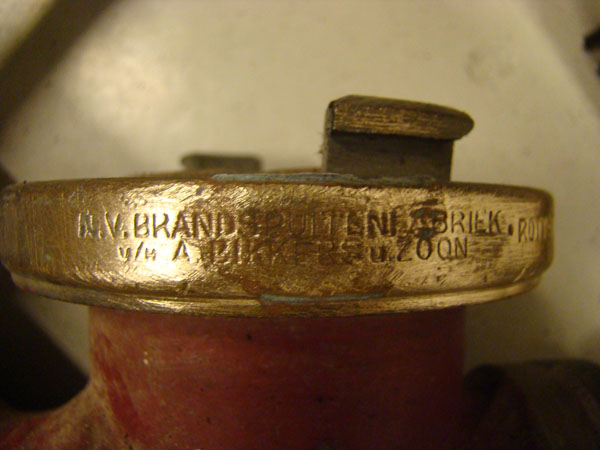 N.V. BRANDSPUITENFABRIEK. ROTT
v/H A. BIKKERS u. ZOON